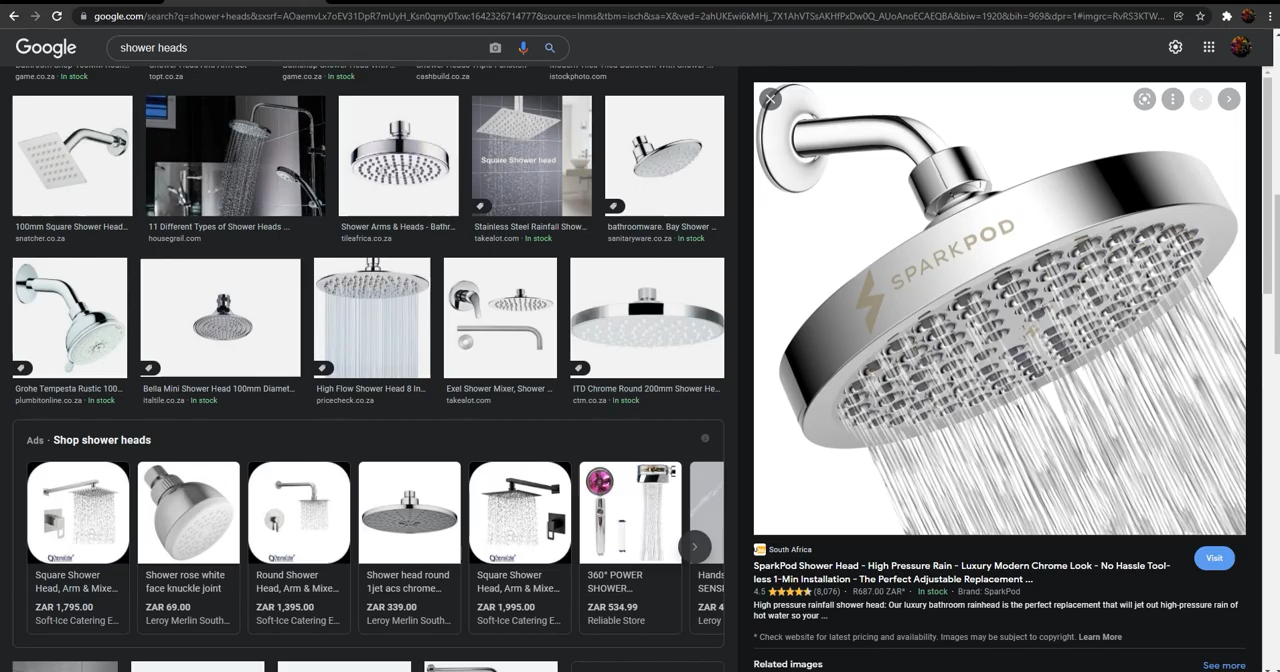 google.com/search?q=shower+heads&sxsrf=AOaemvLx7oEV31DpR7mUyH_Ksn0qmy0Txw:1642326714777&source=lnms&tbm=isch&sa=X&ved=2ahUKEwi6kMHj_7X1AhVTSsAKHfPxDw0Q_AUoAnoECAEQBA&biw=1920&bih=969&dpr=1#imgrc=RvRS3KTW...
Google
shower heads
game.co.za · In stock
topt.co.za
game.co.za · In stock
cashbuild.co.za
istockphoto.com
Square Shower head
100mm Square Shower Head...
snatcher.co.za
11 Different Types of Shower Heads ...
housegrail.com
Shower Arms & Heads - Bathr...
tileafrica.co.za
Stainless Steel Rainfall Show...
takealot.com · In stock
bathroomware. Bay Shower ...
sanitaryware.co.za · In stock
Grohe Tempesta Rustic 100...
plumbitonline.co.za · In stock
Bella Mini Shower Head 100mm Diamet...
italtile.co.za · In stock
High Flow Shower Head 8 In...
pricecheck.co.za
Exel Shower Mixer, Shower ...
takealot.com
ITD Chrome Round 200mm Shower He...
ctm.co.za · In stock
Ads · Shop shower heads
Square Shower
Head, Arm & Mixe...
ZAR 1,795.00
Soft-Ice Catering E...
Shower rose white
face knuckle joint
ZAR 69.00
Leroy Merlin South...
Round Shower
Head, Arm & Mixe...
ZAR 1,395.00
Soft-Ice Catering E...
Shower head round
1jet acs chrome...
ZAR 339.00
Leroy Merlin South...
Square Shower
Head, Arm & Mixe...
ZAR 1,995.00
Soft-Ice Catering E...
360° POWER
SHOWER...
ZAR 534.99
Reliable Store
Hands
SENSE
ZAR 4
Leroy
SPARKPOD
South Africa
Visit
SparkPod Shower Head - High Pressure Rain - Luxury Modern Chrome Look - No Hassle Tool-
less 1-Min Installation - The Perfect Adjustable Replacement ...
4.5 ★★★★★ (8,076) · R687.00 ZAR* · In stock · Brand: SparkPod
High pressure rainfall shower head: Our luxury bathroom rainhead is the perfect replacement that will jet out high-pressure rain of
hot water so your ...
* Check website for latest pricing and availability. Images may be subject to copyright. Learn More
Related images
See more